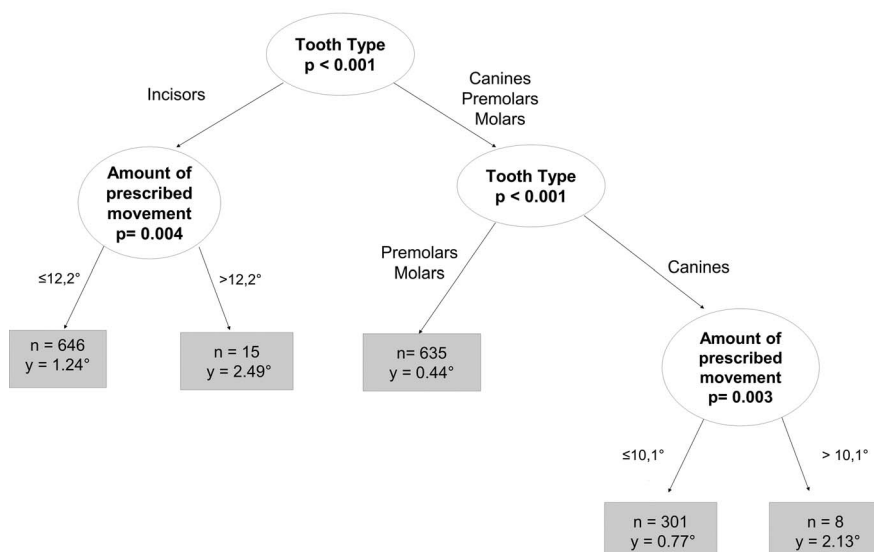 Tooth Type
p < 0.001
Incisors
Canines
Premolars
Molars
Amount of
prescribed
movement
p= 0.004
Tooth Type
p < 0.001
≤12,2°
>12,2°
Premolars
Molars
Canines
n = 646
y = 1.24°
n = 15
y = 2.49°
n= 635
y = 0.44°
Amount of
prescribed
movement
p= 0.003
≤10,1°
> 10,1°
n = 301
y = 0.77°
n = 8
y = 2.13°